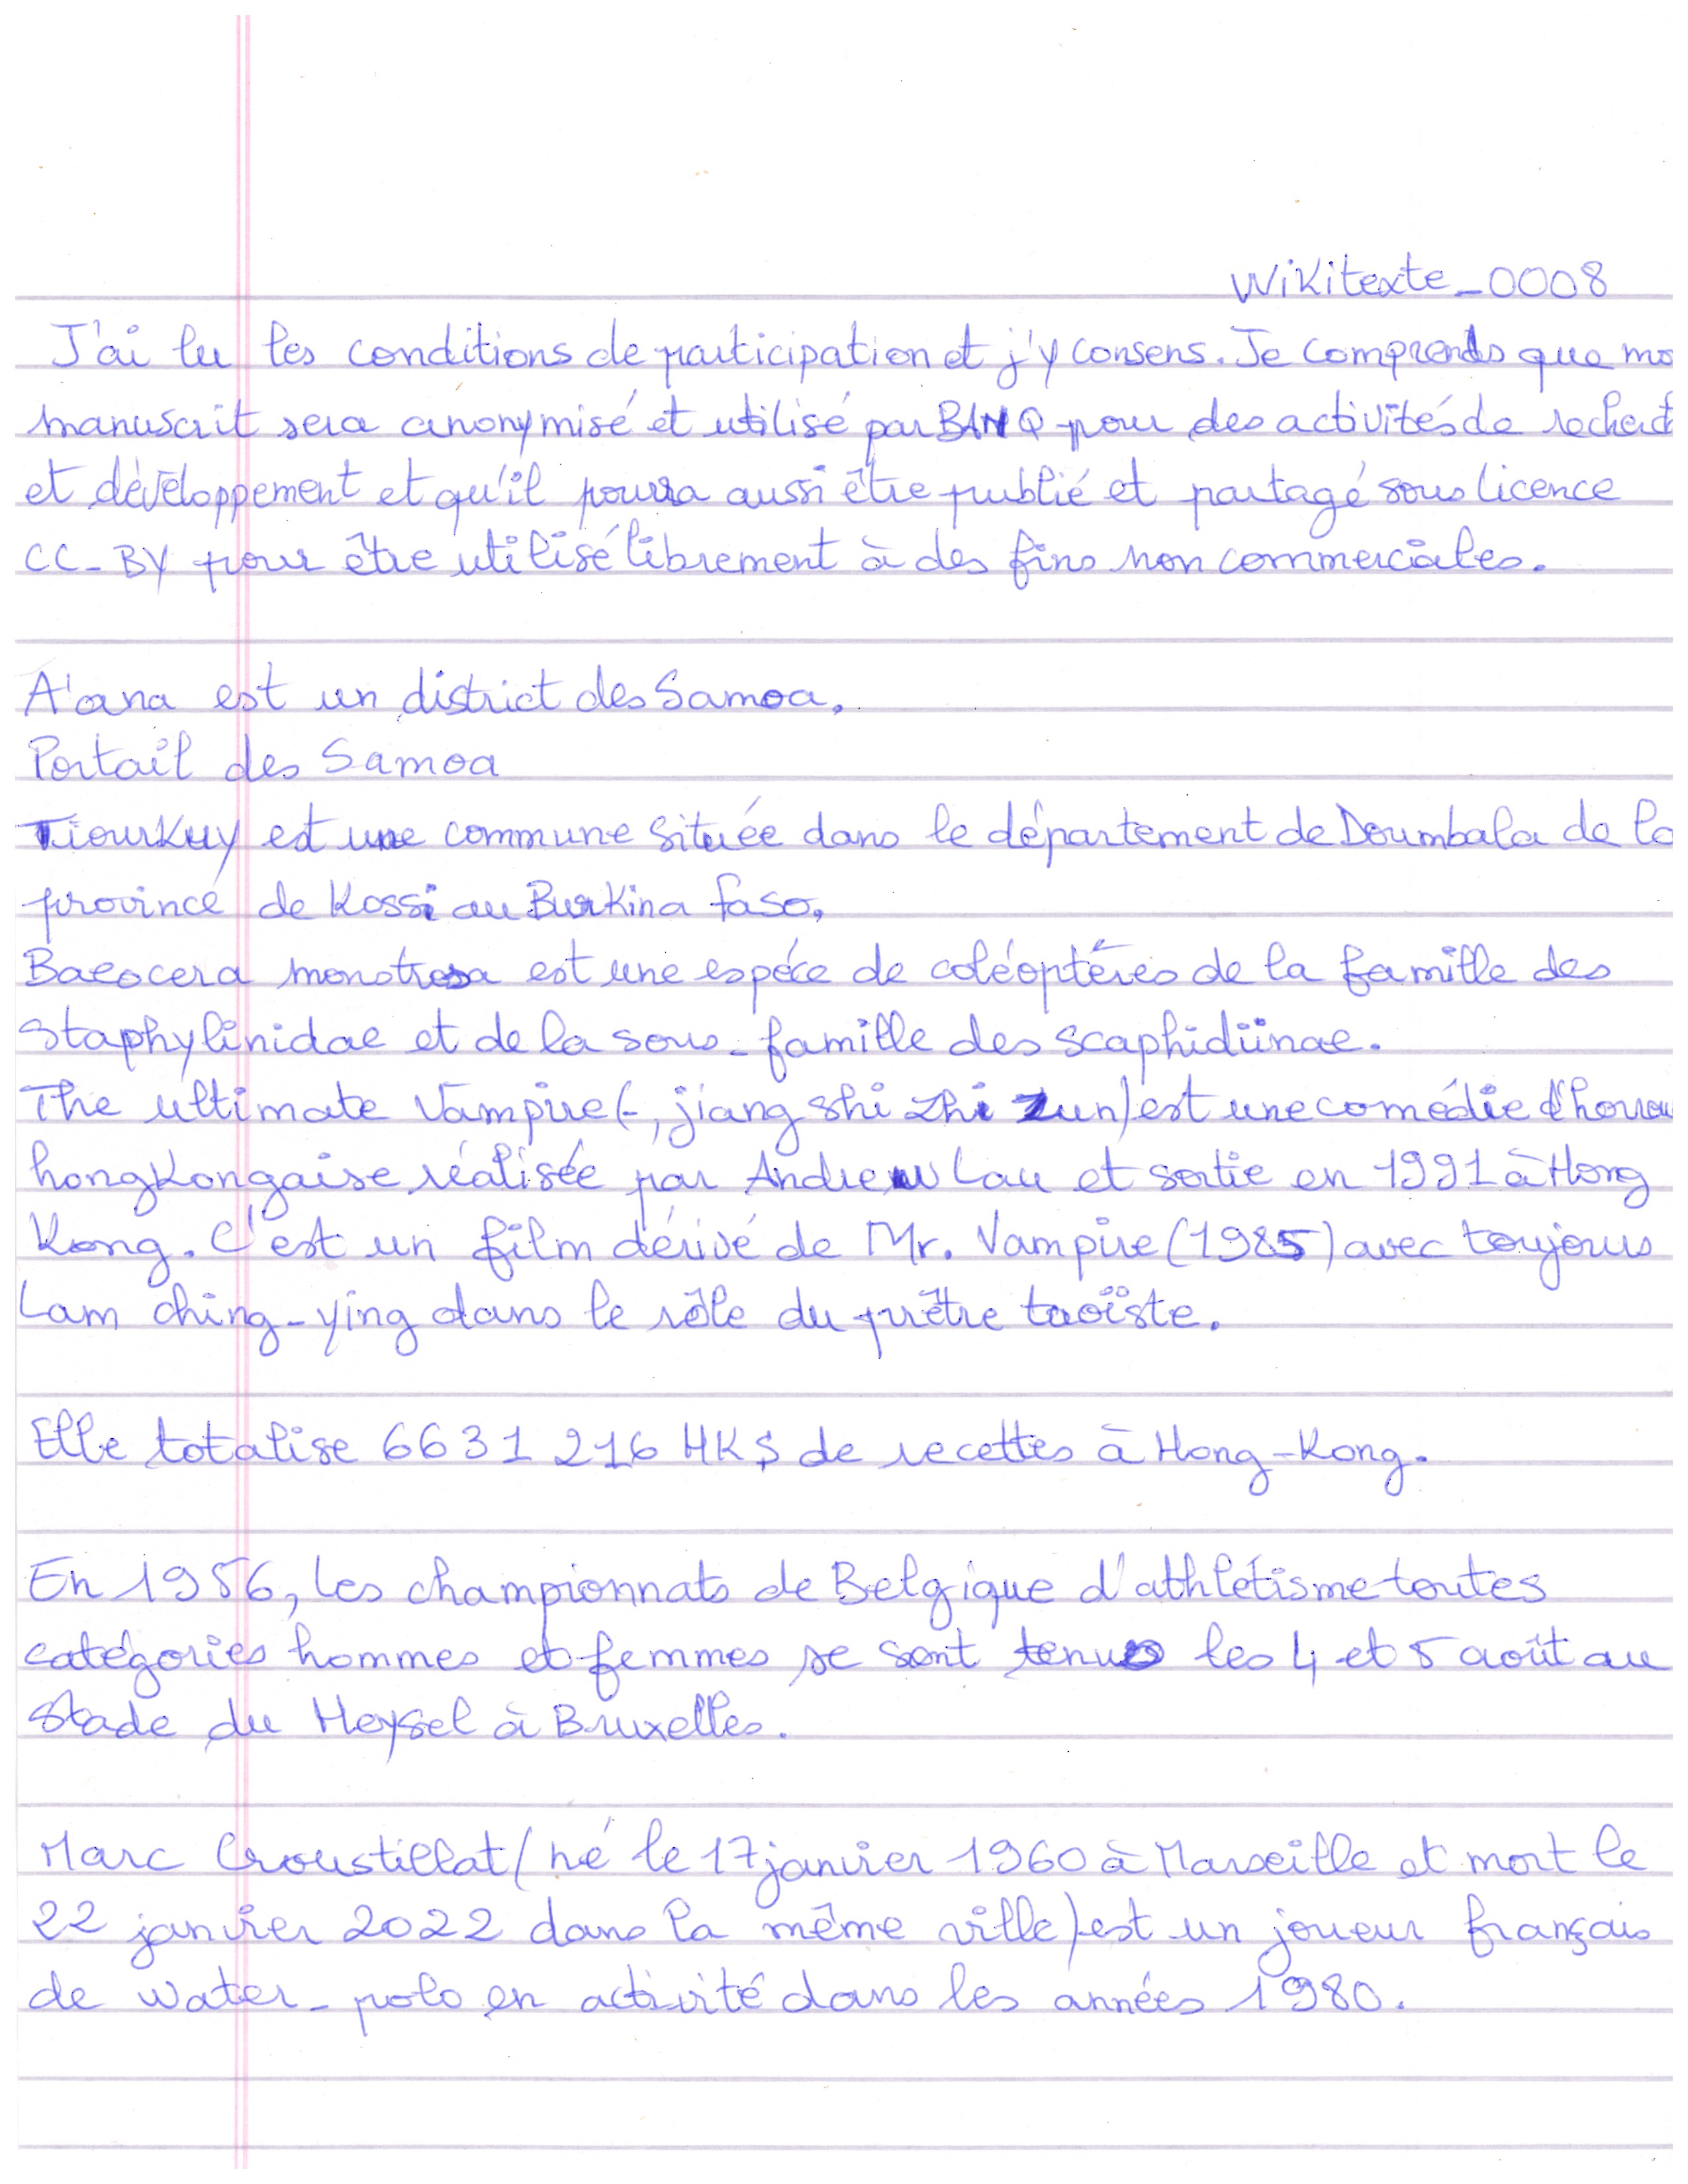 Wikitexte_0008
J'ai lu les conditions de participation et j'y consens. Je comprends que mo
manuscrit sera anonymisé et utilisé par BANQ pour des activités de recherch
et développement et qu'il pourra aussi être publié et partagé sous licence
CC-BY pour être utilisé librement à des fins non commerciales.
A'ana est un district des Samoa.
Portail des Samoa
Tiourkuy est une commune située dans le département de Doumbala de la
province de Kossi au Burkina faso.
Baeocera monstrosa est une espéce de coléoptéres de la famille des
Staphylinidae et de la sous-famille des scaphidiinae.
The ultimate Vampire (-, jiang shi zhi zun) est une comédie d'horreu
hongkongaise réalisée par Andrew Lau et sortie en 1991 à Hong
Kong. C'est un film dérivé de Mr. Vampire (1985) avec toujours
Lam ching-ying dans le rôle du prêtre taoïste.
Elle totalise 6631 216 HK$ de recettes à Hong-Kong.
En 1956, les championnats de Belgique d'athlétisme toutes
catégories hommes et femmes se sont tenus les 4 et 5 août au
Stade du Heysel à Bruxelles.
Marc Croustillat (né le 17 janvier 1960 à Marseille et mort le
22 janvier 2022 dans la même ville) est un joueur français
de water-polo en activité dans les années 1980.